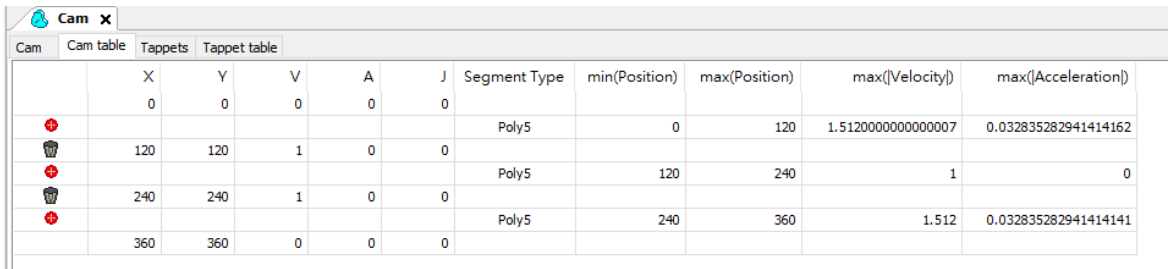 Cam x
Cam Cam table Tappets Tappet table
X Y V A J Segment Type min(Position) max(Position) max(|Velocity|) max(|Acceleration|)
0 0 0 0 0
Poly5 0 120 1.5120000000000007 0.032835282941414162
120 120 1 0 0
Poly5 120 240 1 0
240 240 1 0 0
Poly5 240 360 1.512 0.032835282941414141
360 360 0 0 0